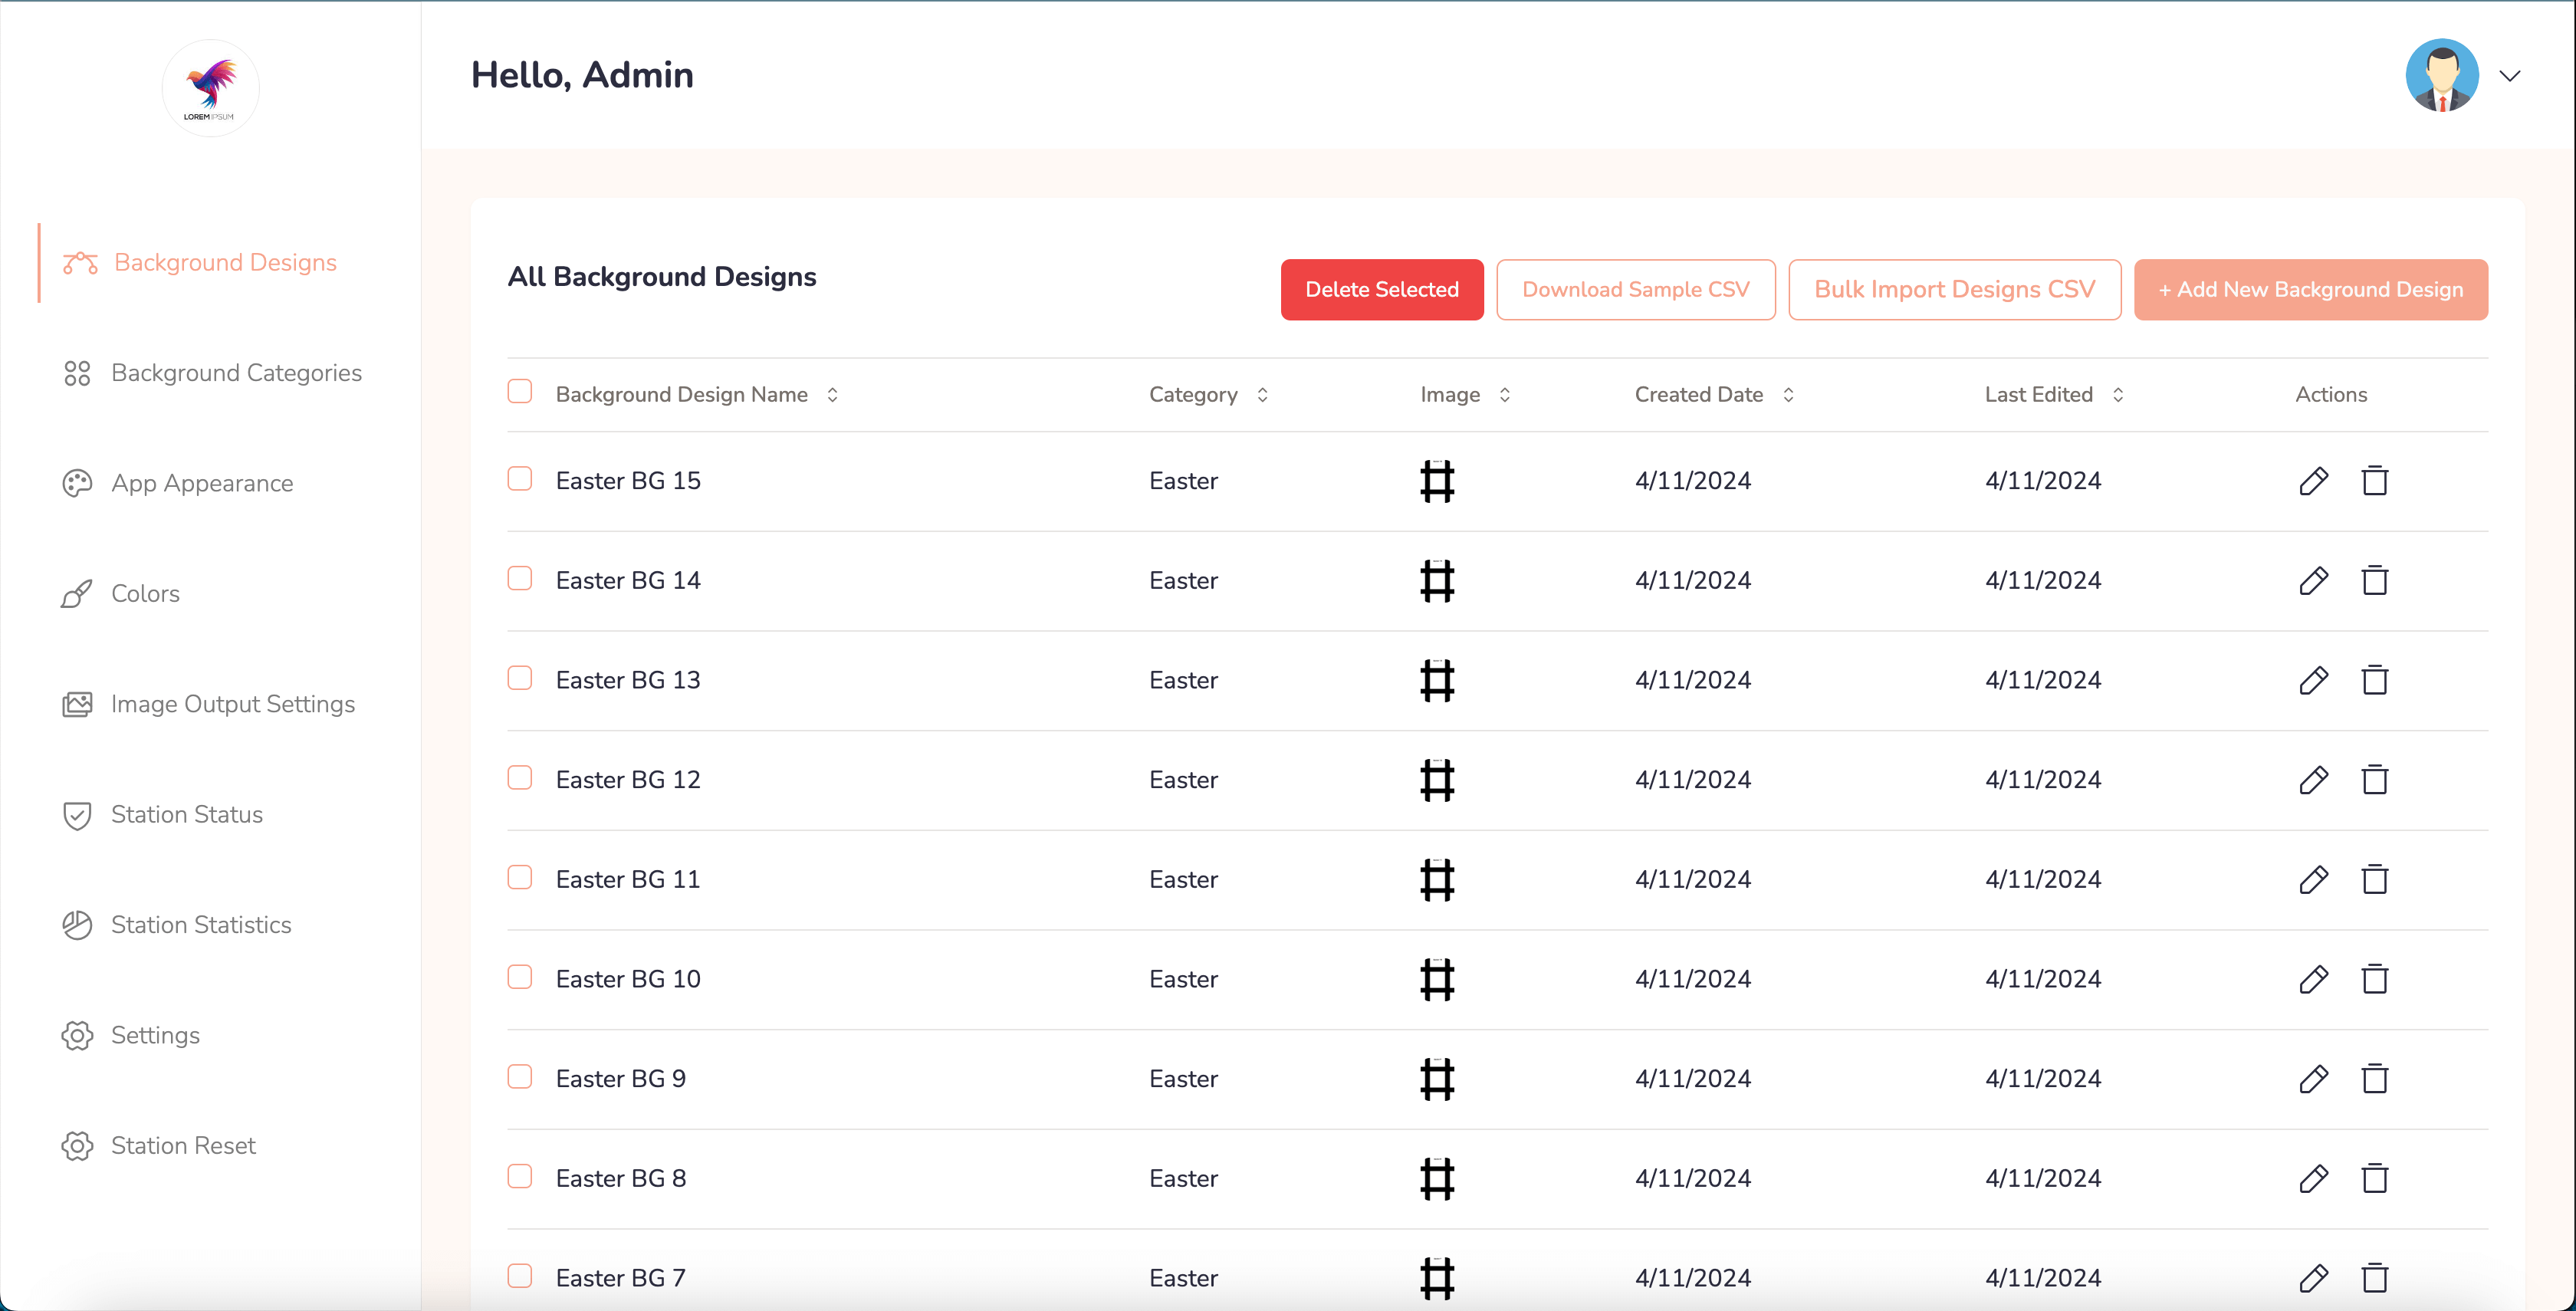 LOREM IPSUM
Hello, Admin
Background Designs
Background Categories
App Appearance
Colors
Image Output Settings
Station Status
Station Statistics
Settings
Station Reset
All Background Designs
Delete Selected
Download Sample CSV
Bulk Import Designs CSV
+ Add New Background Design
Background Design Name Category Image Created Date Last Edited Actions
Easter BG 15 Easter 4/11/2024 4/11/2024
Easter BG 14 Easter 4/11/2024 4/11/2024
Easter BG 13 Easter 4/11/2024 4/11/2024
Easter BG 12 Easter 4/11/2024 4/11/2024
Easter BG 11 Easter 4/11/2024 4/11/2024
Easter BG 10 Easter 4/11/2024 4/11/2024
Easter BG 9 Easter 4/11/2024 4/11/2024
Easter BG 8 Easter 4/11/2024 4/11/2024
Easter BG 7 Easter 4/11/2024 4/11/2024